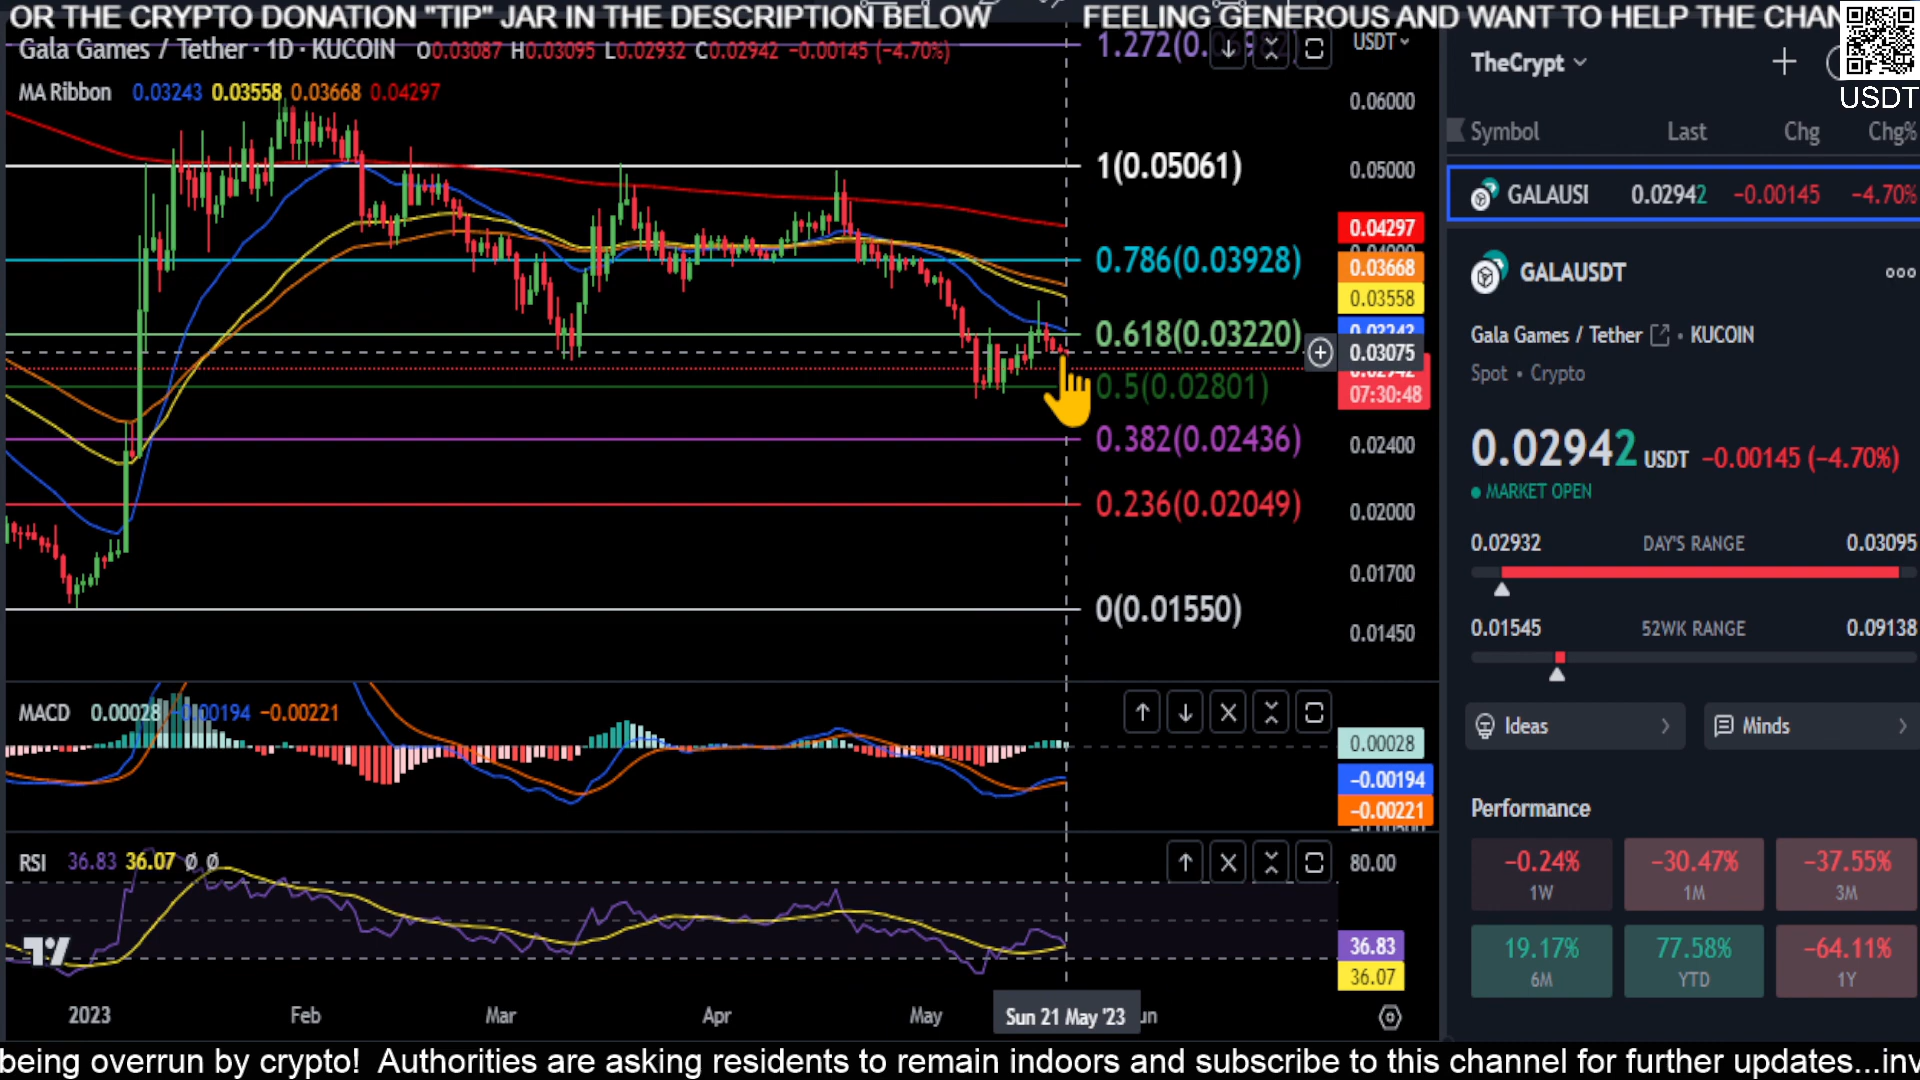 OR THE CRYPTO DONATION "TIP" JAR IN THE DESCRIPTION BELOW
FEELING GENEROUS AND WANT TO HELP THE CHAN
Gala Games / Tether · 1D · KUCOIN O0.03087 H0.03095 L0.02932 C0.02942 −0.00145 (−4.70%)
MA Ribbon 0.03243 0.03558 0.03668 0.04297
1.272(0.
1(0.05061)
0.786(0.03928)
0.618(0.03220)
0.5(0.02801)
0.382(0.02436)
0.236(0.02049)
0(0.01550)
USDT
0.06000
0.05000
0.04297
0.03668
0.03558
0.03075
07:30:48
0.02400
0.02000
0.01700
0.01450
MACD 0.00028 −0.00194 −0.00221
0.00028
−0.00194
−0.00221
RSI 36.83 36.07 Ø Ø
80.00
36.83
36.07
2023 Feb Mar Apr May Sun 21 May '23
TheCrypt
USDT
Symbol Last Chg Chg%
GALAUSI 0.02942 −0.00145 −4.70%
GALAUSDT
Gala Games / Tether · KUCOIN
Spot • Crypto
0.02942 USDT −0.00145 (−4.70%)
MARKET OPEN
0.02932 DAY'S RANGE 0.03095
0.01545 52WK RANGE 0.09138
Ideas
Minds
Performance
−0.24% −30.47% −37.55%
1W 1M 3M
19.17% 77.58% −64.11%
6M YTD 1Y
being overrun by crypto! Authorities are asking residents to remain indoors and subscribe to this channel for further updates...inv